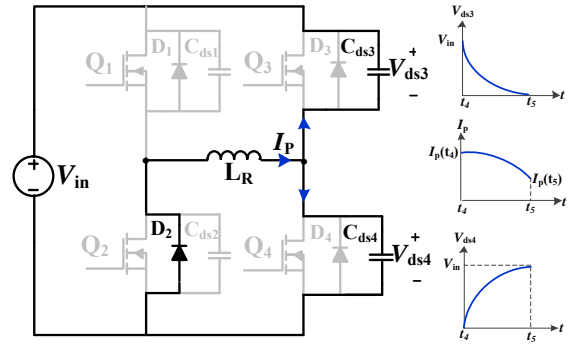 D1 Cds1 D3 Cds3 + Vds3 −
Q1 Q3
Vin + −
IP
LR
D2 Cds2 D4 Cds4 + Vds4 −
Q2 Q4
Vds3
Vin
t4 t5 t
Ip
Ip(t4)
Ip(t5)
t4 t5 t
Vds4
Vin
t4 t5 t